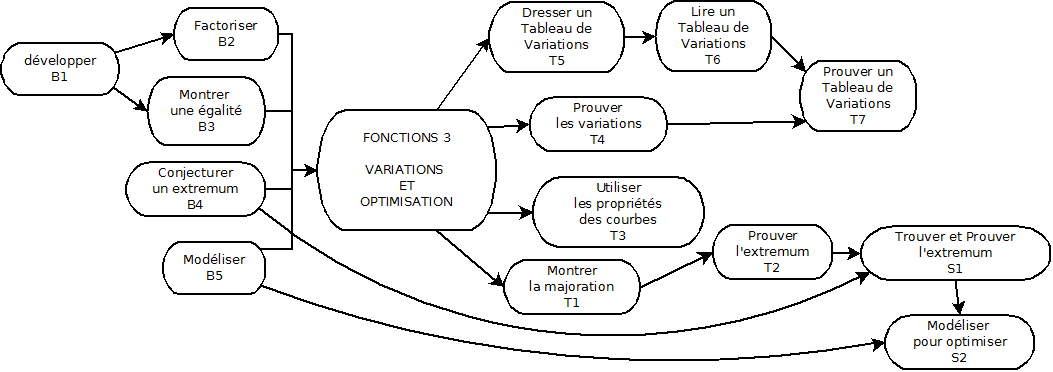 développer
B1
Factoriser
B2
Montrer
une égalité
B3
Conjecturer
un extremum
B4
Modéliser
B5
FONCTIONS 3
VARIATIONS
ET
OPTIMISATION
Dresser un
Tableau de
Variations
T5
Lire un
Tableau de
Variations
T6
Prouver un
Tableau de
Variations
T7
Prouver
les variations
T4
Utiliser
les propriétés
des courbes
T3
Montrer
la majoration
T1
Prouver
l'extremum
T2
Trouver et Prouver
l'extremum
S1
Modéliser
pour optimiser
S2